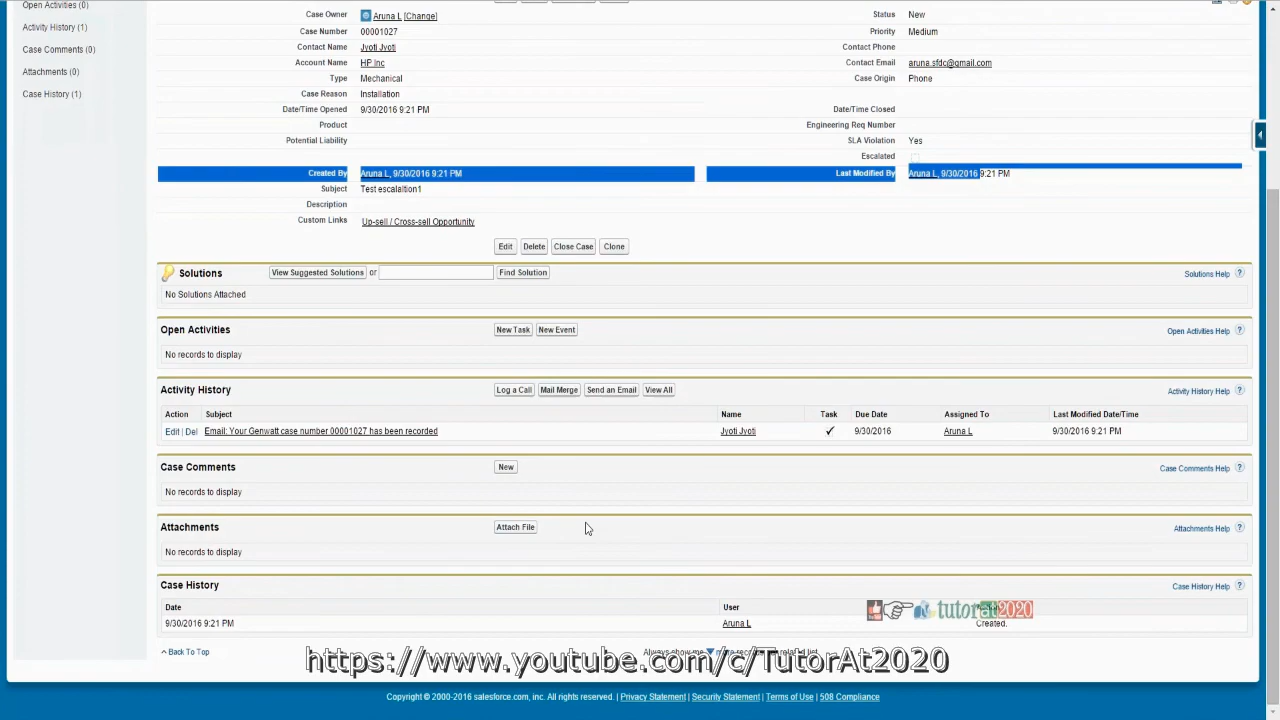 Open Activities (0)
Activity History (1)
Case Comments (0)
Attachments (0)
Case History (1)
Case Owner Aruna L [Change] Status New
Case Number 00001027 Priority Medium
Contact Name Jyoti Jyoti Contact Phone
Account Name HP Inc Contact Email aruna.sfdc@gmail.com
Type Mechanical Case Origin Phone
Case Reason Installation
Date/Time Opened 9/30/2016 9:21 PM Date/Time Closed
Product Engineering Req Number
Potential Liability SLA Violation Yes
Escalated
Created By Aruna L, 9/30/2016 9:21 PM Last Modified By Aruna L, 9/30/2016 9:21 PM
Subject Test escalaltion1
Description
Custom Links Up-sell / Cross-sell Opportunity
Edit Delete Close Case Clone
Solutions View Suggested Solutions or Find Solution Solutions Help ?
No Solutions Attached
Open Activities New Task New Event Open Activities Help ?
No records to display
Activity History Log a Call Mail Merge Send an Email View All Activity History Help ?
Action Subject Name Task Due Date Assigned To Last Modified Date/Time
Edit | Del Email: Your Genwatt case number 00001027 has been recorded Jyoti Jyoti ✓ 9/30/2016 Aruna L 9/30/2016 9:21 PM
Case Comments New Case Comments Help ?
No records to display
Attachments Attach File Attachments Help ?
No records to display
Case History Case History Help ?
Date User
9/30/2016 9:21 PM Aruna L Created.
tutorat2020
Back To Top Always show me
https://www.youtube.com/c/TutorAt2020
Copyright © 2000-2016 salesforce.com, inc. All rights reserved. | Privacy Statement | Security Statement | Terms of Use | 508 Compliance